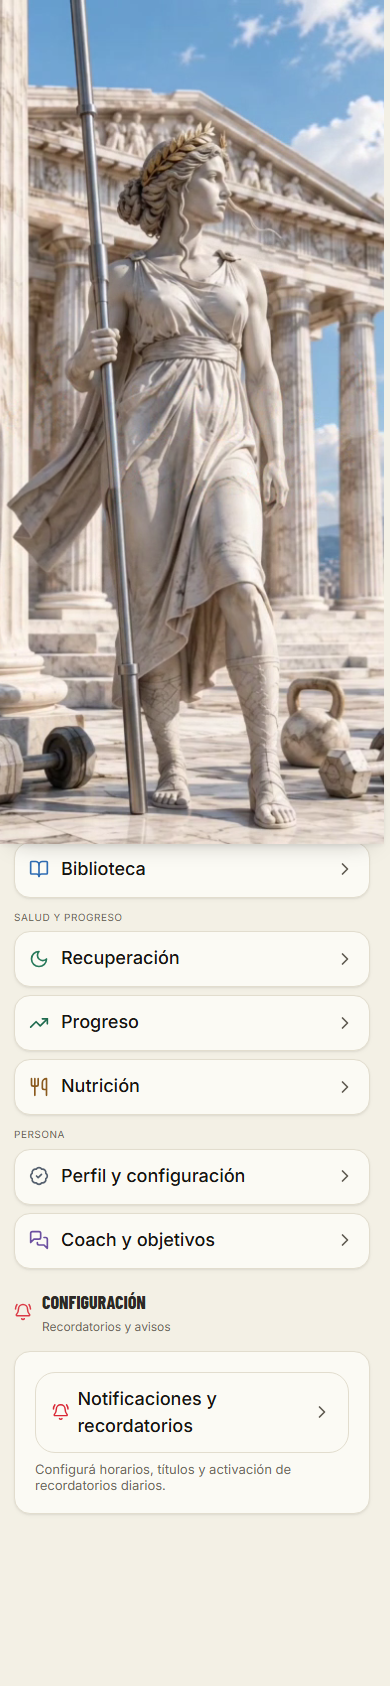 Biblioteca
SALUD Y PROGRESO
Recuperación
Progreso
Nutrición
PERSONA
Perfil y configuración
Coach y objetivos
CONFIGURACIÓN
Recordatorios y avisos
Notificaciones y
recordatorios
Configurá horarios, títulos y activación de
recordatorios diarios.